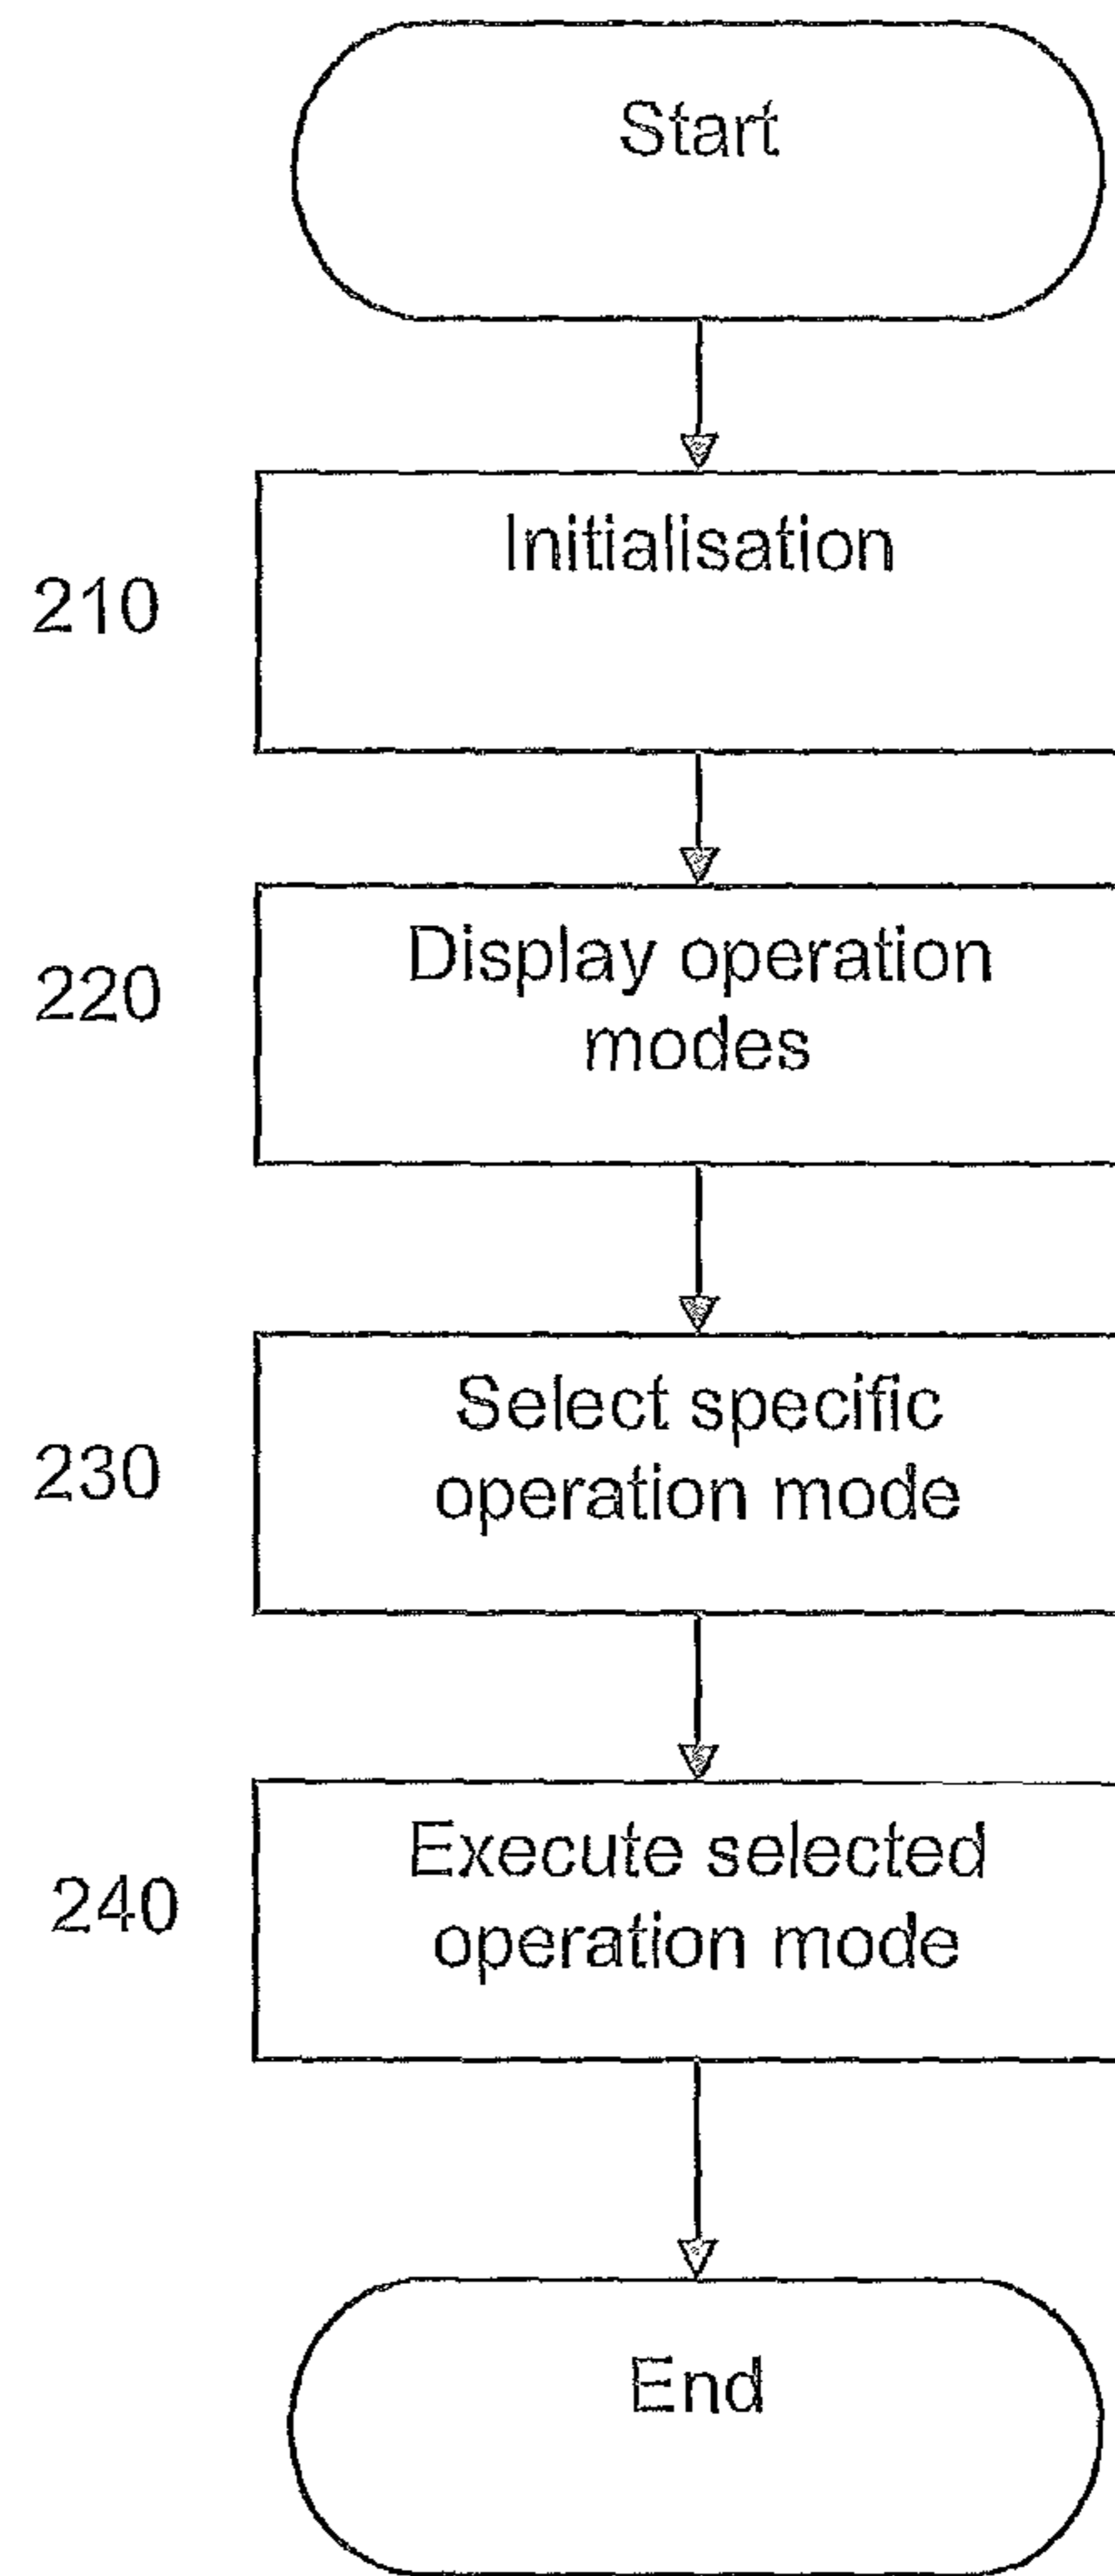 Start
210
Initialisation
220
Display operation
modes
230
Select specific
operation mode
240
Execute selected
operation mode
End